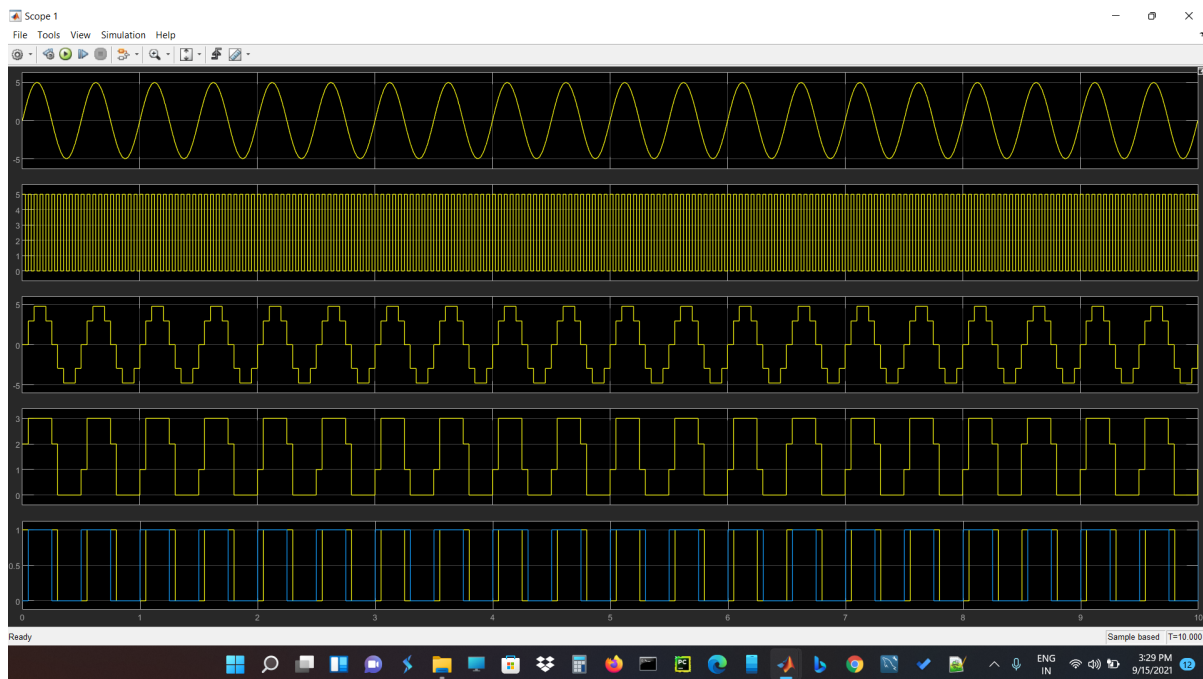 Scope 1
File Tools View Simulation Help
5
0
-5
5
4
3
2
1
0
5
0
-5
3
2
1
0
1
0.5
0
0 1 2 3 4 5 6 7 8 9 10
Ready
Sample based T=10.000
PC
ENG
IN
3:29 PM
9/15/2021
12